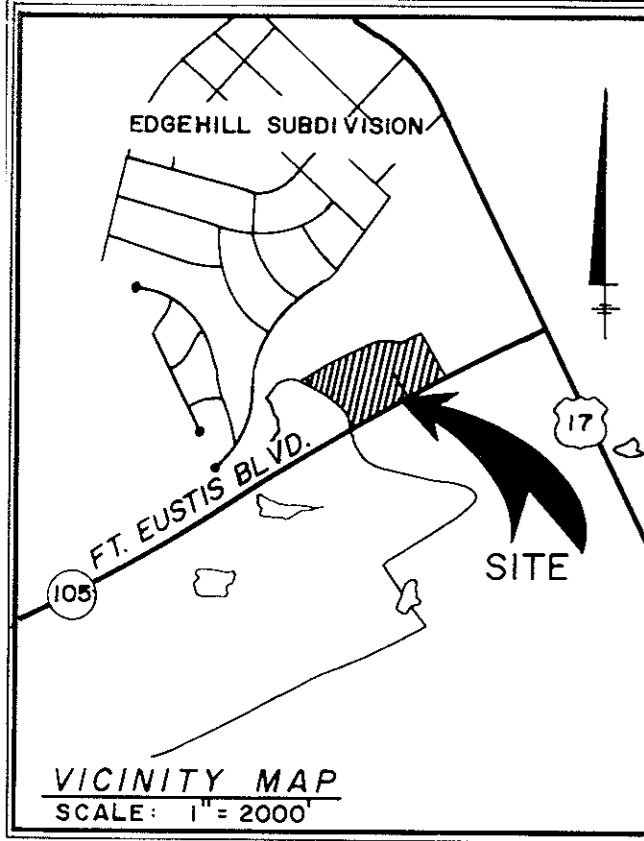 EDGEHILL SUBDIVISION
17
FT. EUSTIS BLVD.
SITE
105
VICINITY MAP
SCALE: 1" = 2000'